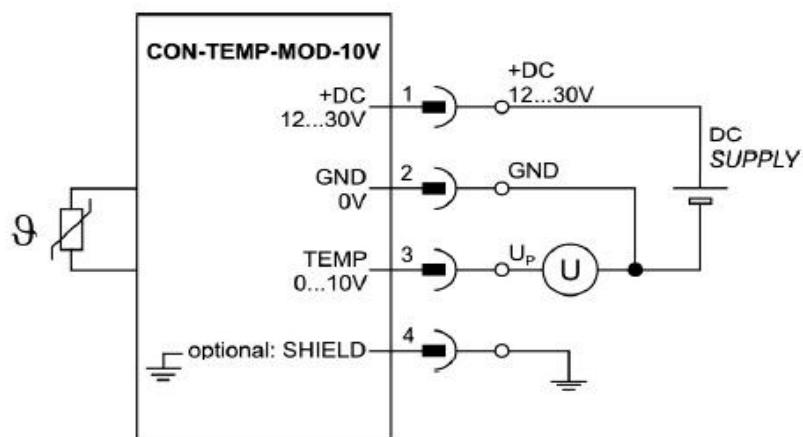 CON-TEMP-MOD-10V
+DC
12...30V
1
+DC
12...30V
DC
SUPPLY
GND
0V
2
GND
ϑ
TEMP
0...10V
3
UP
U
optional: SHIELD
4